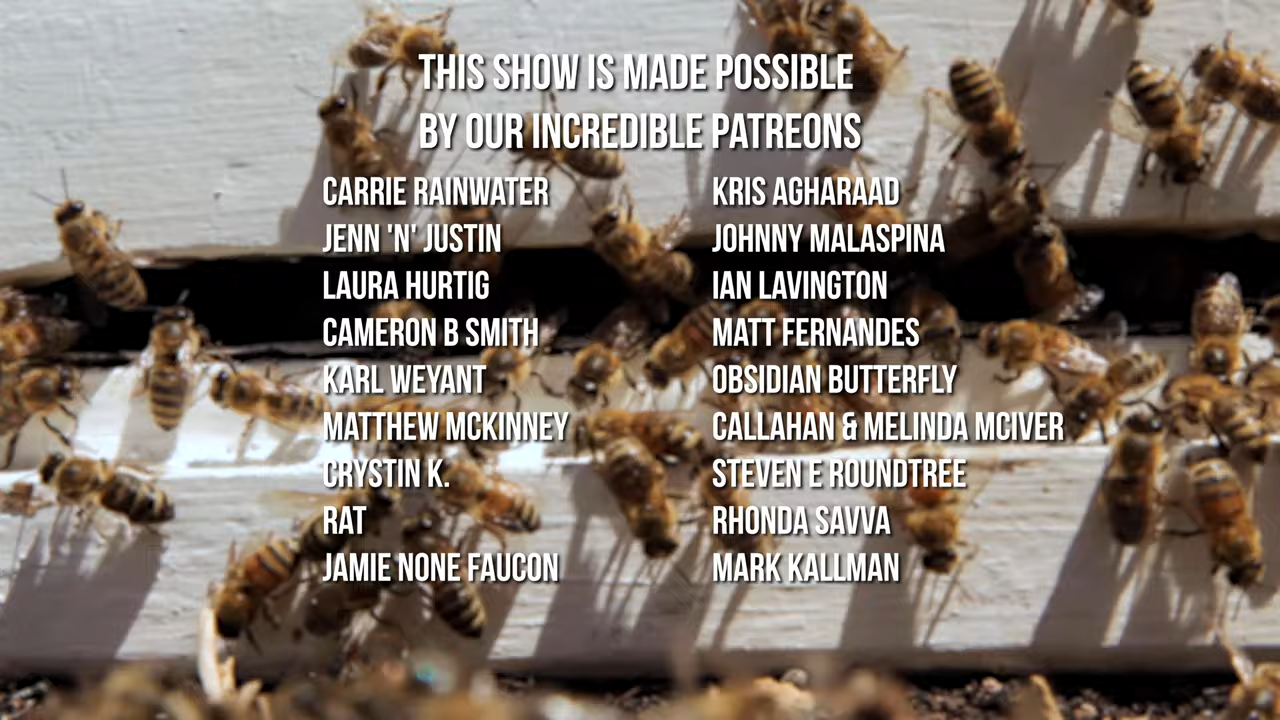 THIS SHOW IS MADE POSSIBLE
BY OUR INCREDIBLE PATREONS
CARRIE RAINWATER
JENN 'N' JUSTIN
LAURA HURTIG
CAMERON B SMITH
KARL WEYANT
MATTHEW MCKINNEY
CRYSTIN K.
RAT
JAMIE NONE FAUCON
KRIS AGHARAAD
JOHNNY MALASPINA
IAN LAVINGTON
MATT FERNANDES
OBSIDIAN BUTTERFLY
CALLAHAN & MELINDA MCIVER
STEVEN E ROUNDTREE
RHONDA SAVVA
MARK KALLMAN